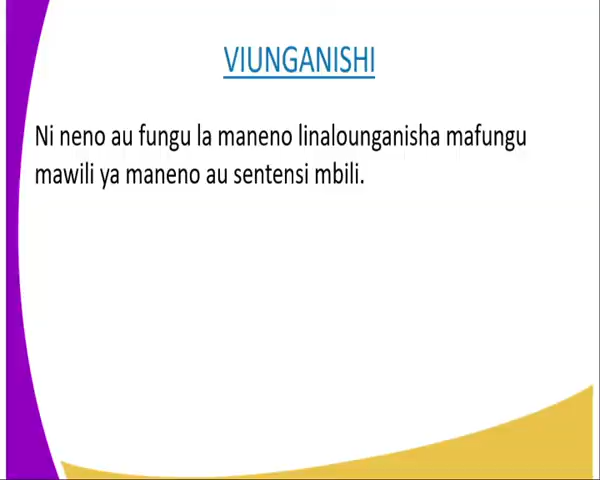 VIUNGANISHI
Ni neno au fungu la maneno linalounganisha mafungu
mawili ya maneno au sentensi mbili.